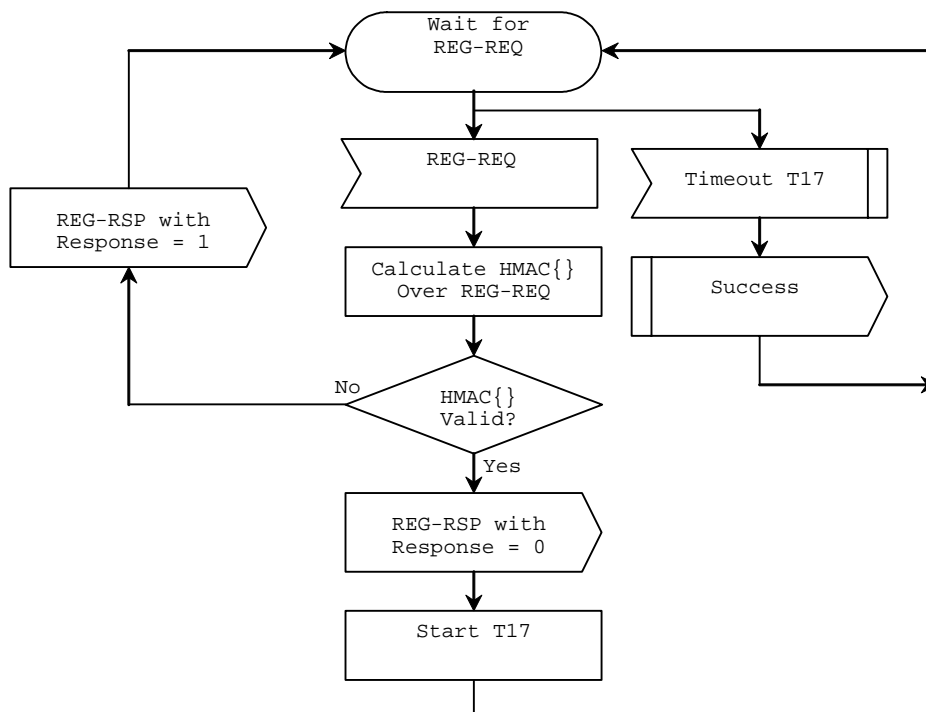 Wait for
REG-REQ
REG-REQ
Timeout T17
REG-RSP with
Response = 1
Calculate HMAC{}
Over REG-REQ
Success
No
HMAC{}
Valid?
Yes
REG-RSP with
Response = 0
Start T17